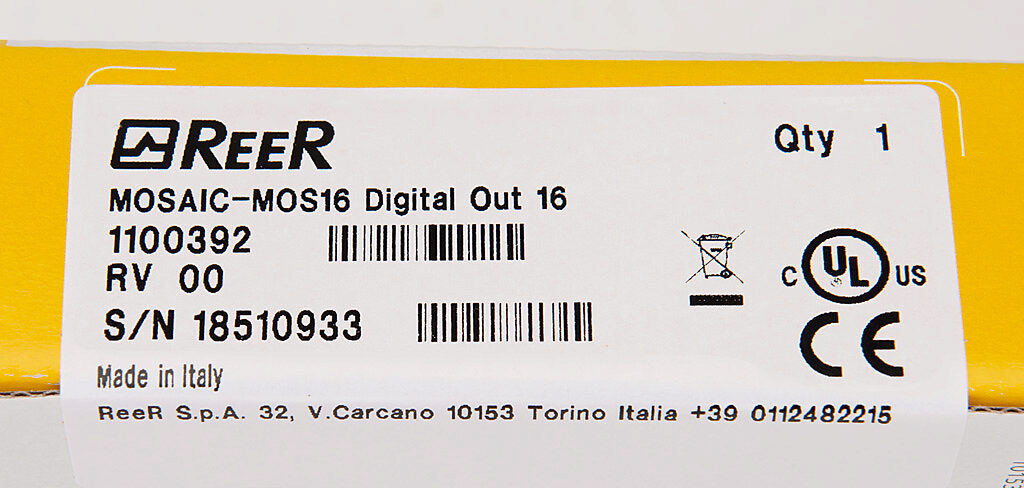 REER
Qty 1
MOSAIC-MOS16 Digital Out 16
1100392
RV 00
S/N 18510933
C UL US
CE
Made in Italy
ReeR S.p.A. 32, V.Carcano 10153 Torino Italia +39 0112482215